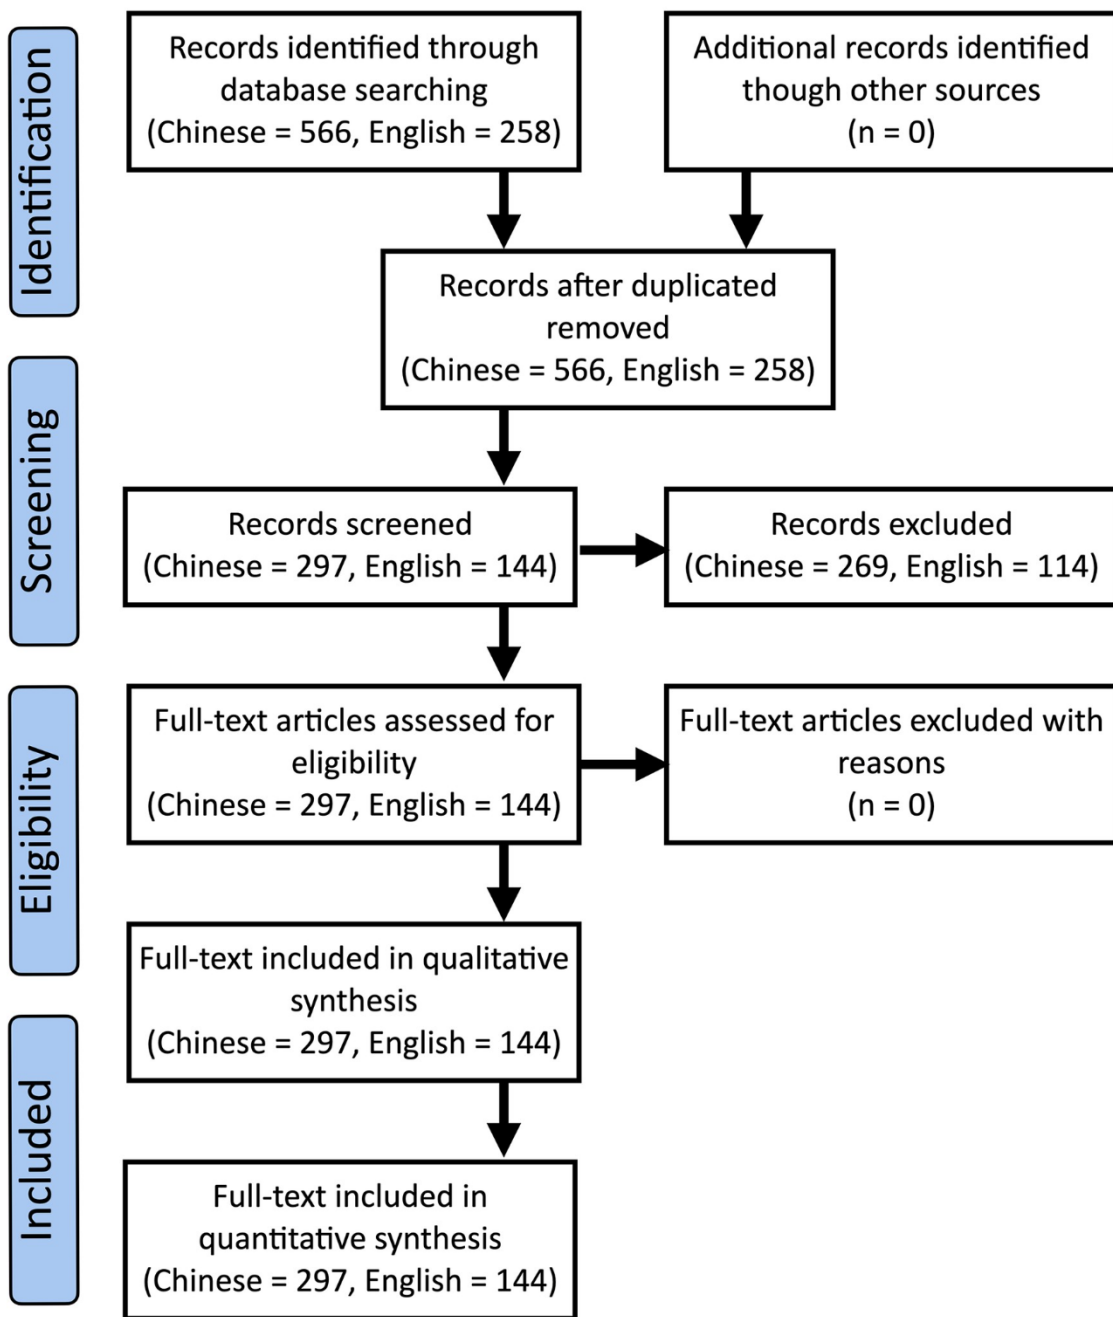 Identification
Records identified through
database searching
(Chinese = 566, English = 258)
Additional records identified
though other sources
(n = 0)
Records after duplicated
removed
(Chinese = 566, English = 258)
Screening
Records screened
(Chinese = 297, English = 144)
Records excluded
(Chinese = 269, English = 114)
Eligibility
Full-text articles assessed for
eligibility
(Chinese = 297, English = 144)
Full-text articles excluded with
reasons
(n = 0)
Full-text included in qualitative
synthesis
(Chinese = 297, English = 144)
Included
Full-text included in
quantitative synthesis
(Chinese = 297, English = 144)